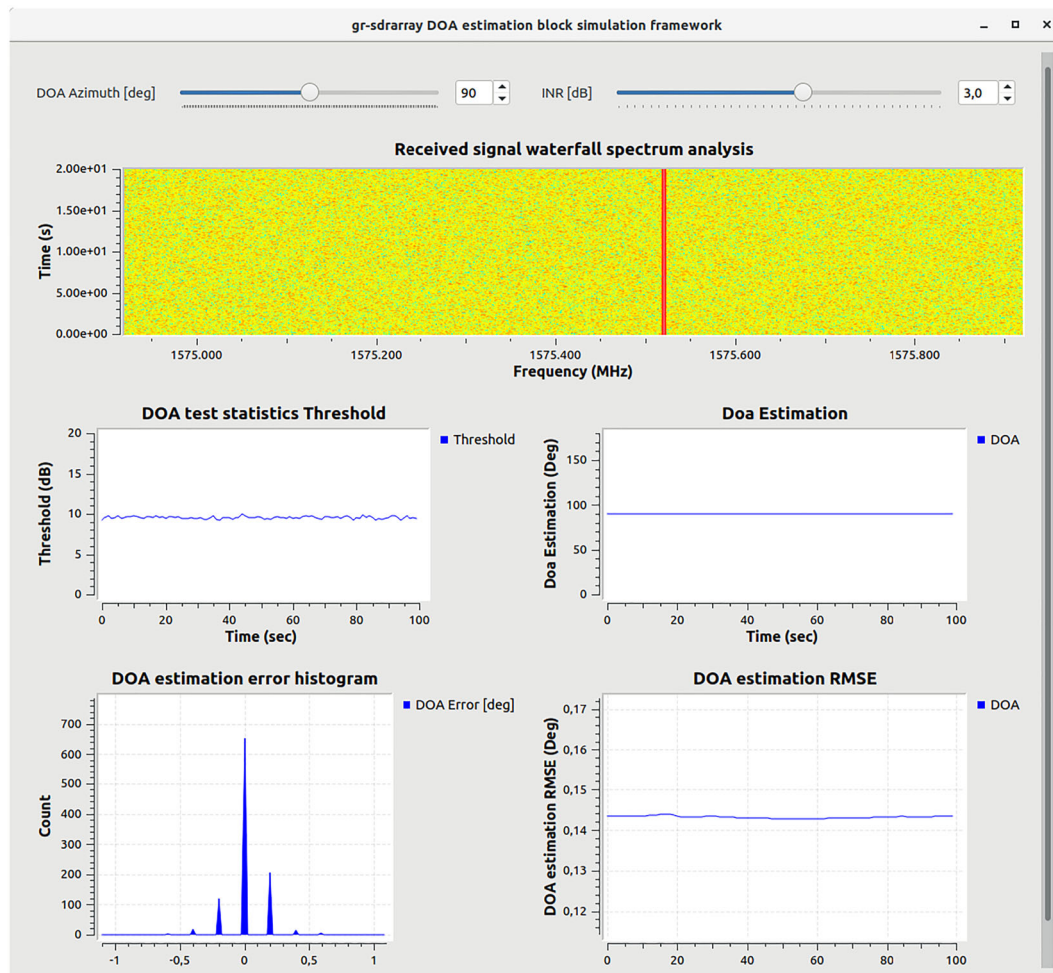 gr-sdrarray DOA estimation block simulation framework
DOA Azimuth [deg] 90 INR [dB] 3,0
Received signal waterfall spectrum analysis
Time (s)
2.00e+01
1.50e+01
1.00e+01
5.00e+00
0.00e+00
1575.000 1575.200 1575.400 1575.600 1575.800
Frequency (MHz)
DOA test statistics Threshold
Threshold
Threshold (dB)
20
15
10
5
0
0 20 40 60 80 100
Time (sec)
Doa Estimation
DOA
Doa Estimation (Deg)
150
100
50
0
0 20 40 60 80 100
Time (sec)
DOA estimation error histogram
DOA Error [deg]
Count
700
600
500
400
300
200
100
0
-1 -0,5 0 0,5 1
DOA estimation RMSE
DOA
DOA estimation RMSE (Deg)
0,17
0,16
0,15
0,14
0,13
0,12
0 20 40 60 80 100